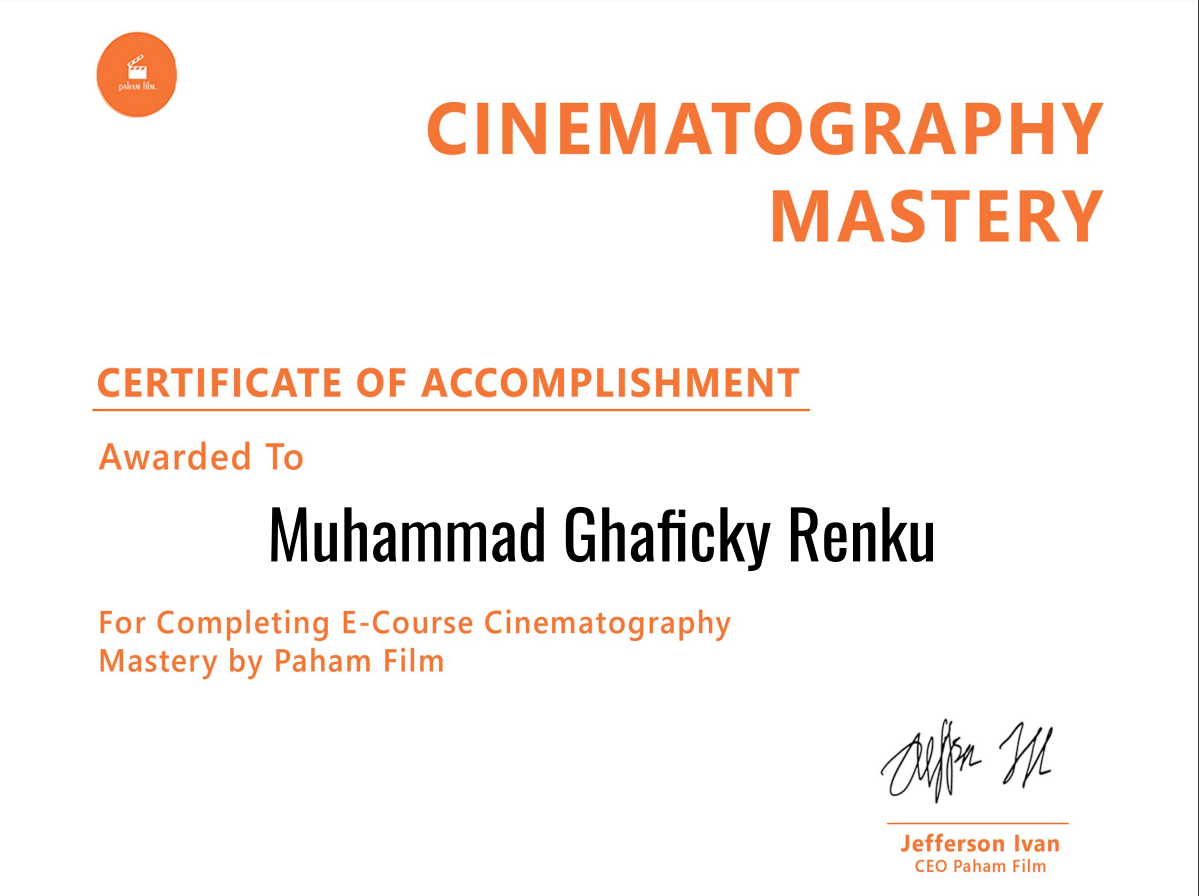 paham film.
CINEMATOGRAPHY
MASTERY
CERTIFICATE OF ACCOMPLISHMENT
Awarded To
Muhammad Ghaficky Renku
For Completing E-Course Cinematography
Mastery by Paham Film
Jefferson Ivan
CEO Paham Film